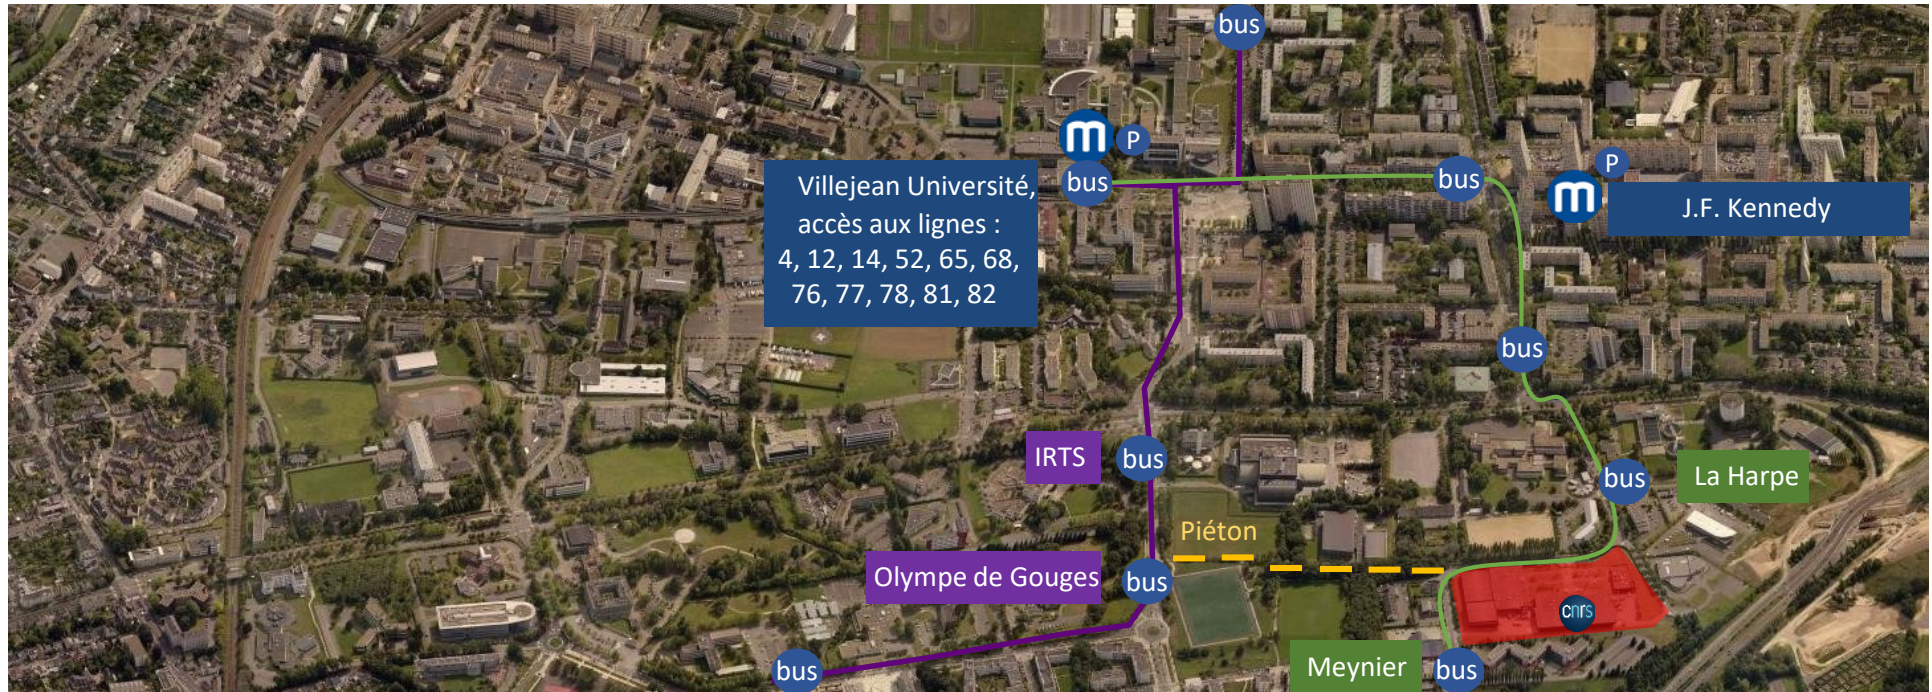 bus
m
P
Villejean Université,
accès aux lignes :
4, 12, 14, 52, 65, 68,
76, 77, 78, 81, 82
bus
bus
P
m
J.F. Kennedy
bus
IRTS
bus
bus
La Harpe
Piéton
Olympe de Gouges
bus
cnrs
Meynier
bus
bus